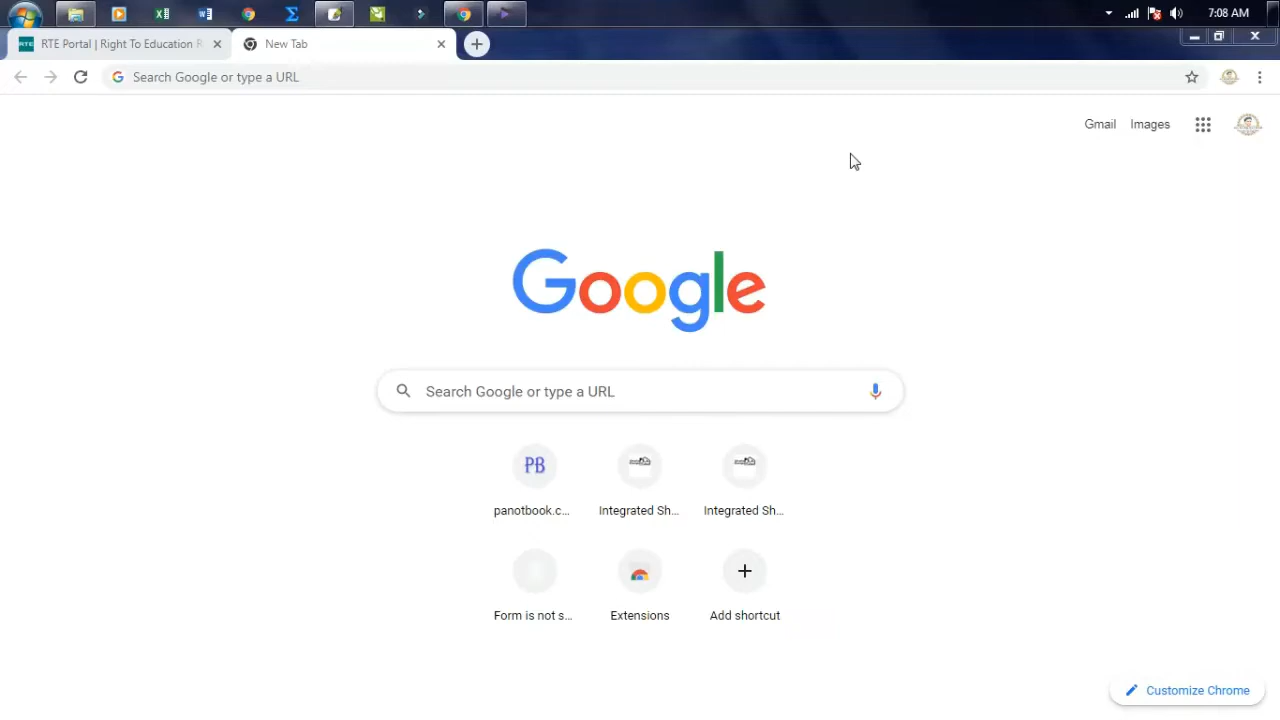 7:08 AM
RTE Portal | Right To Education R
New Tab
Search Google or type a URL
Gmail Images
Google
Search Google or type a URL
PB
panotbook.c... Integrated Sh... Integrated Sh...
Form is not s... Extensions Add shortcut
Customize Chrome